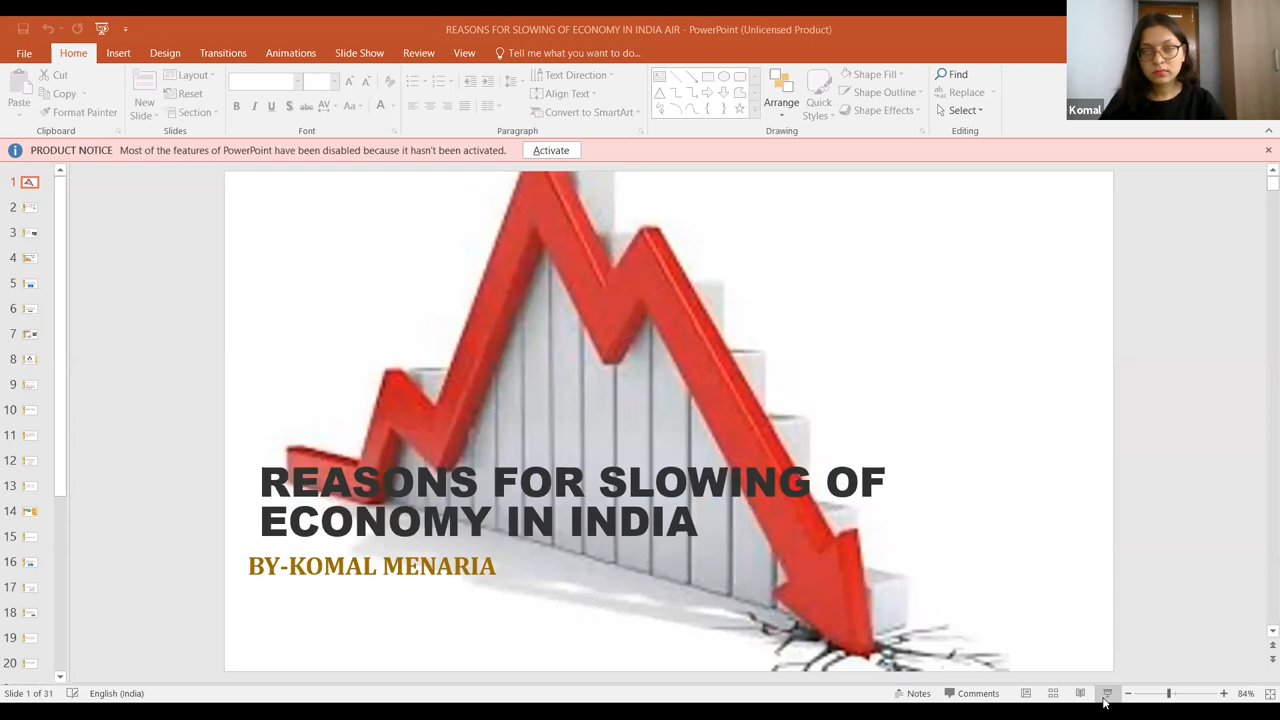 REASONS FOR SLOWING OF ECONOMY IN INDIA AIR - PowerPoint (Unlicensed Product)
Komal
File Home Insert Design Transitions Animations Slide Show Review View Tell me what you want to do...
Paste
Cut
Copy
Format Painter
Clipboard
New Slide
Layout
Reset
Section
Slides
B I U S abc AV Aa A
Font
Text Direction
Align Text
Convert to SmartArt
Paragraph
Arrange
Quick Styles
Shape Fill
Shape Outline
Shape Effects
Drawing
Find
Replace
Select
Editing
PRODUCT NOTICE Most of the features of PowerPoint have been disabled because it hasn't been activated. Activate
1
2
3
4
5
6
7
8
9
10
11
12
13
14
15
16
17
18
19
20
REASONS FOR SLOWING OF
ECONOMY IN INDIA
BY-KOMAL MENARIA
Slide 1 of 31 English (India) Notes Comments 84%